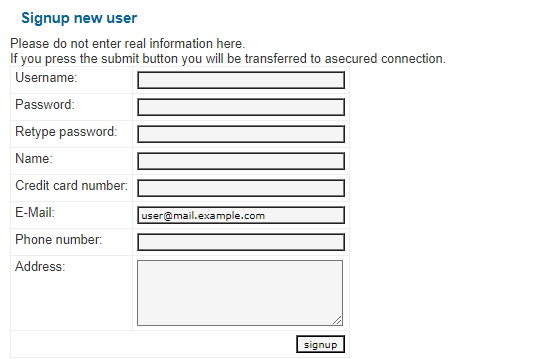 Signup new user
Please do not enter real information here.
If you press the submit button you will be transferred to asecured connection.
Username:
Password:
Retype password:
Name:
Credit card number:
E-Mail: user@mail.example.com
Phone number:
Address:
signup